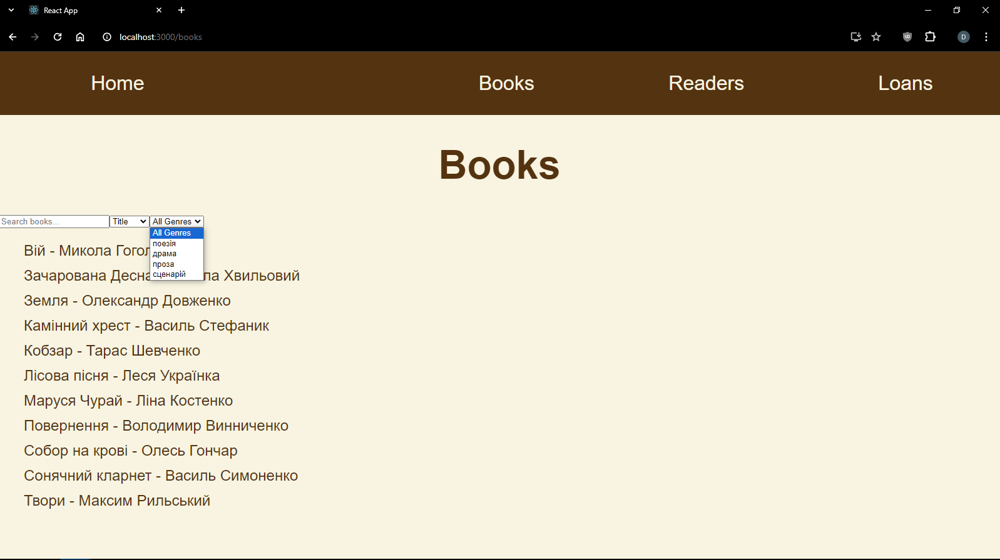 React App
localhost:3000/books
D
Home Books Readers Loans
Books
Search books... Title All Genres
All Genres
поезія
драма
проза
сценарій
Вій - Микола Гогол
Зачарована Десна ла Хвильовий
Земля - Олександр Довженко
Камінний хрест - Василь Стефаник
Кобзар - Тарас Шевченко
Лісова пісня - Леся Українка
Маруся Чурай - Ліна Костенко
Повернення - Володимир Винниченко
Собор на крові - Олесь Гончар
Сонячний кларнет - Василь Симоненко
Твори - Максим Рильський